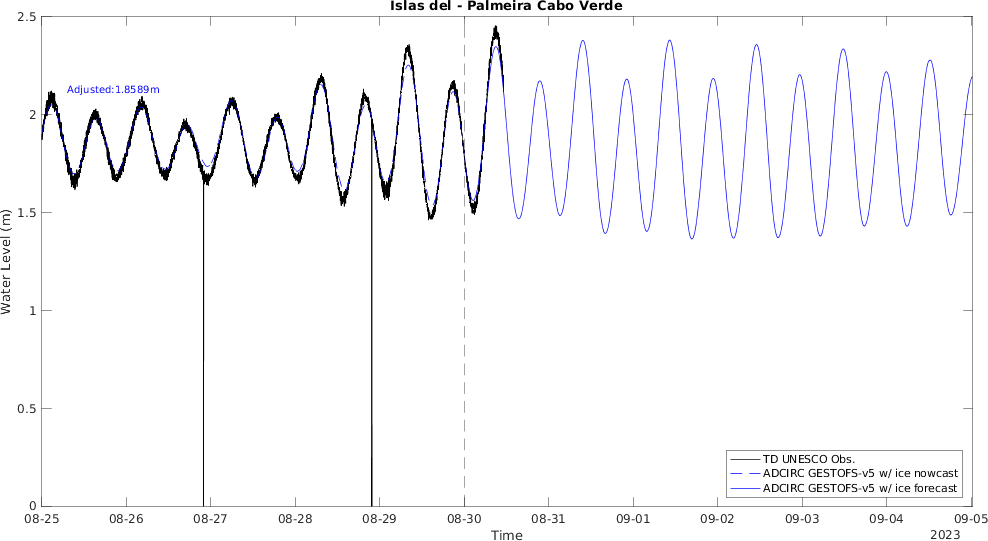 Islas del - Palmeira Cabo Verde
2.5
Adjusted:1.8589m
2
1.5
Water Level (m)
1
0.5
TD UNESCO Obs.
ADCIRC GESTOFS-v5 w/ ice nowcast
ADCIRC GESTOFS-v5 w/ ice forecast
0
08-25 08-26 08-27 08-28 08-29 08-30 08-31 09-01 09-02 09-03 09-04 09-05
Time
2023